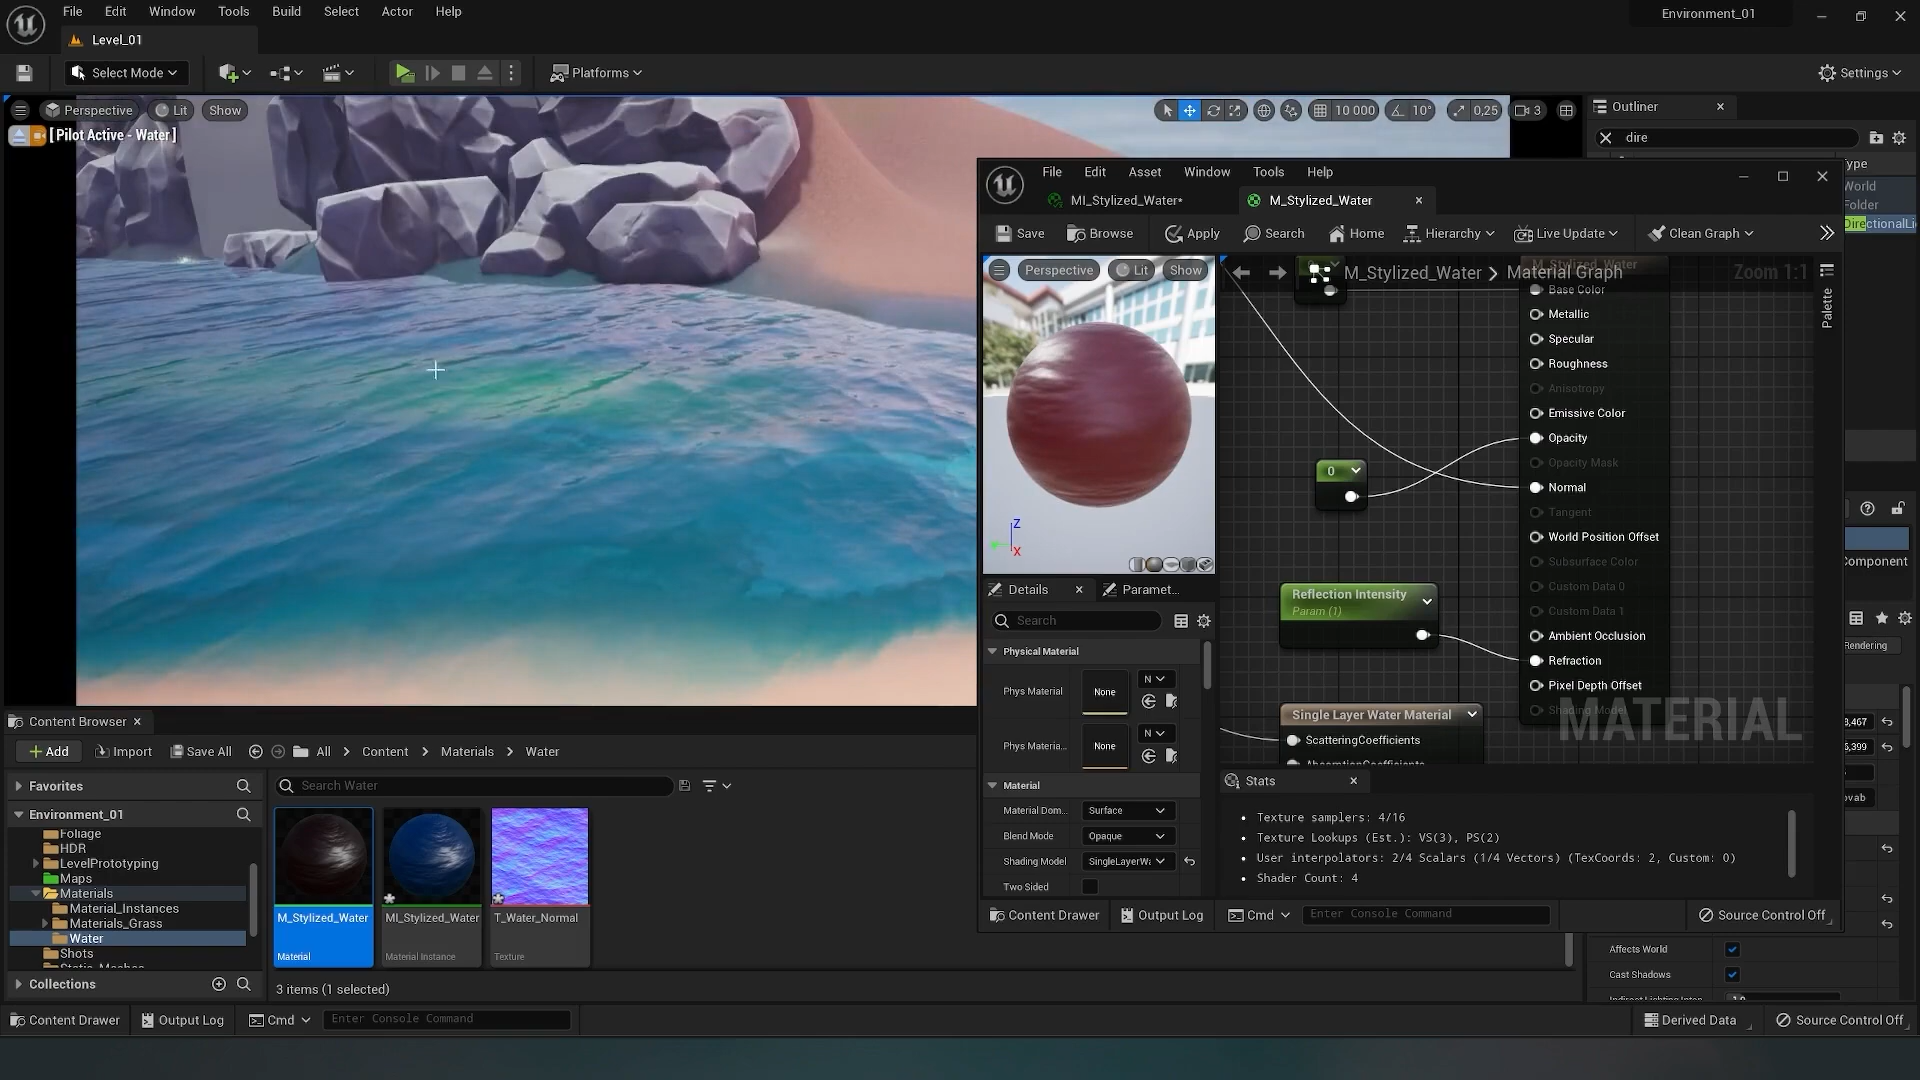 File Edit Window Tools Build Select Actor Help
Environment_01
Level_01
Select Mode
Platforms
Settings
Perspective Lit Show
10 000 10° 0,25 3
[ Pilot Active - Water ]
Outliner
dire
World
Folder
DirectionalLi
Component
Rendering
8,467
File Edit Asset Window Tools Help
MI_Stylized_Water*
M_Stylized_Water
Save Browse Apply Search Home Hierarchy Live Update Clean Graph
Perspective Lit Show
M_Stylized_Water > Material Graph
Zoom 1:1
Palette
M_Stylized_Water
Base Color
Metallic
Specular
Roughness
Anisotropy
Emissive Color
Opacity
Opacity Mask
Normal
Tangent
World Position Offset
Subsurface Color
Custom Data 0
Custom Data 1
Ambient Occlusion
Refraction
Pixel Depth Offset
Shading Model
MATERIAL
0
Reflection Intensity
Param (1)
Single Layer Water Material
ScatteringCoefficients
AbsorptionCoefficients
Z
X
Details
Paramet...
Search
Physical Material
Phys Material None N
Phys Materia... None N
Material
Material Dom... Surface
Blend Mode Opaque
Shading Model SingleLayerWa
Two Sided
Stats
Texture samplers: 4/16
Texture Lookups (Est.): VS(3), PS(2)
User interpolators: 2/4 Scalars (1/4 Vectors) (TexCoords: 2, Custom: 0)
Shader Count: 4
Content Drawer Output Log Cmd Enter Console Command Source Control Off
Affects World
Cast Shadows
Content Browser
Add Import Save All All > Content > Materials > Water
Favorites
Search Water
Environment_01
Foliage
HDR
LevelPrototyping
Maps
Materials
Material_Instances
Materials_Grass
Water
Shots
Static_Meshes
Collections
M_Stylized_Water
Material
MI_Stylized_Water
Material Instance
T_Water_Normal
Texture
3 items (1 selected)
Content Drawer Output Log Cmd Enter Console Command
Derived Data Source Control Off